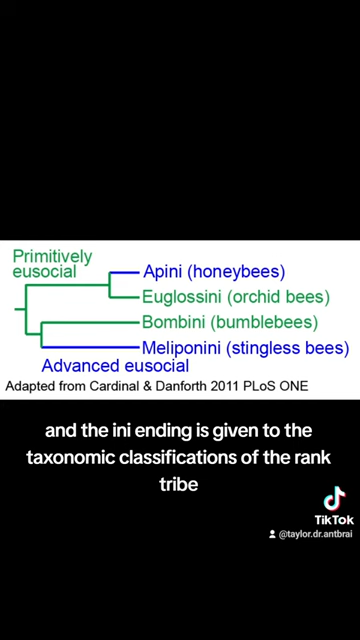 Primitively
eusocial
Apini (honeybees)
Euglossini (orchid bees)
Bombini (bumblebees)
Meliponini (stingless bees)
Advanced eusocial
Adapted from Cardinal & Danforth 2011 PLoS ONE
and the ini ending is given to the
taxonomic classifications of the rank
tribe
TikTok
@taylor.dr.antbrai